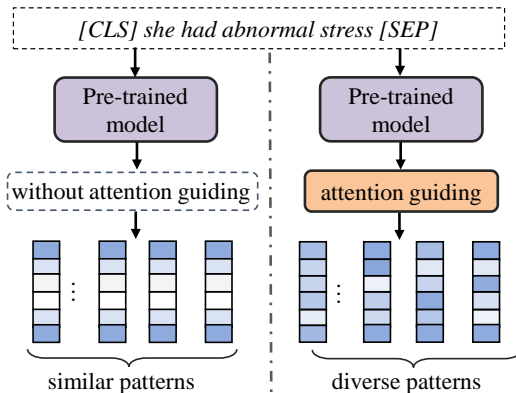 [CLS] she had abnormal stress [SEP]
Pre-trained
model
without attention guiding
...
similar patterns
Pre-trained
model
attention guiding
...
diverse patterns